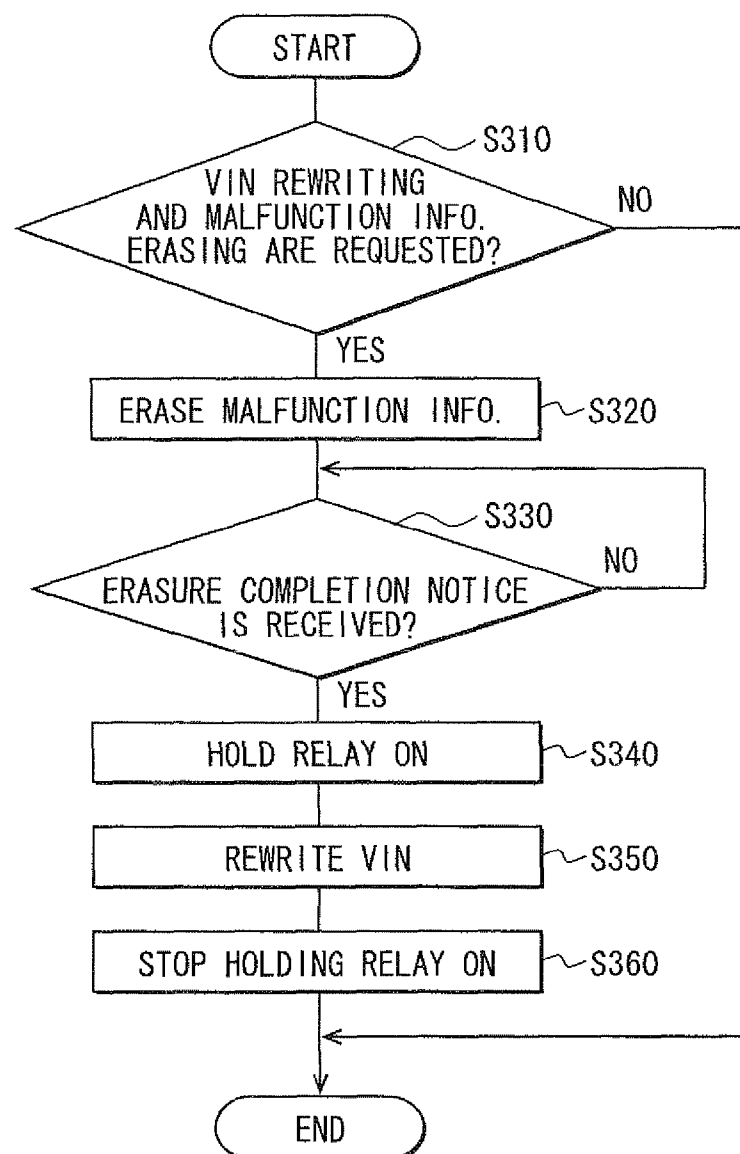 START
S310
VIN REWRITING
AND MALFUNCTION INFO.
ERASING ARE REQUESTED?
NO
YES
ERASE MALFUNCTION INFO.
S320
S330
NO
ERASURE COMPLETION NOTICE
IS RECEIVED?
YES
HOLD RELAY ON
S340
REWRITE VIN
S350
STOP HOLDING RELAY ON
S360
END